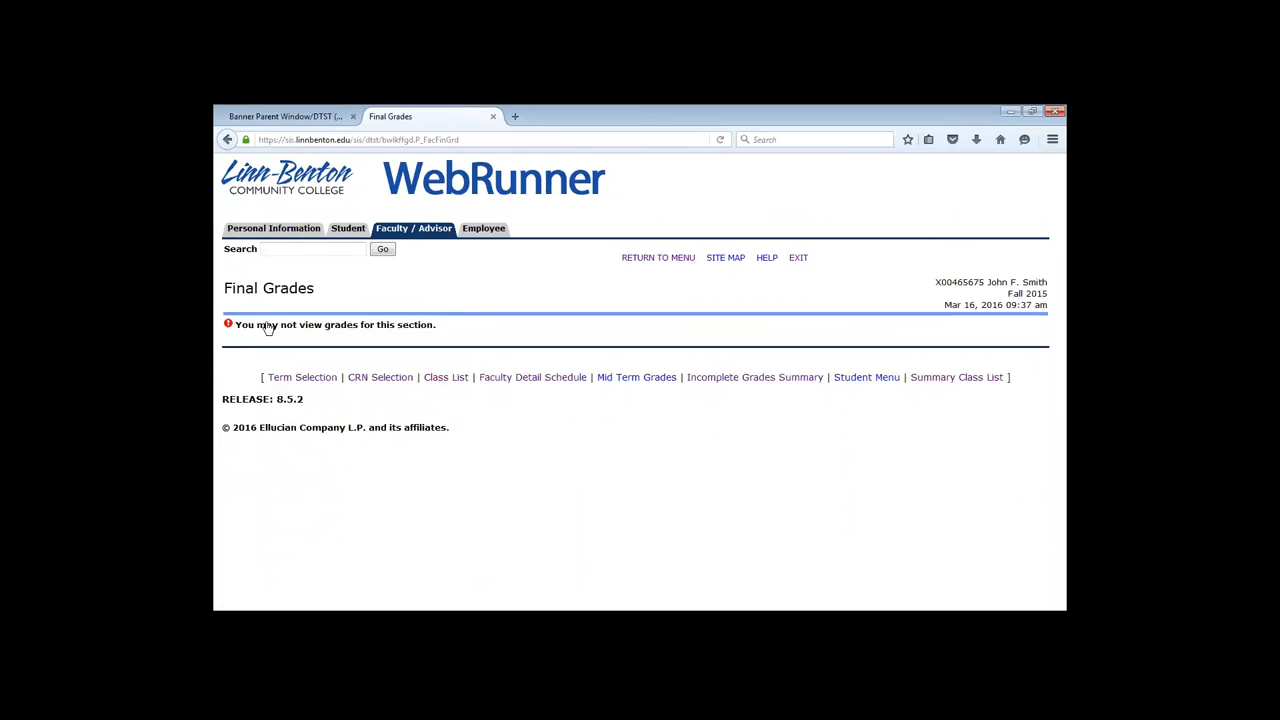 Banner Parent Window/DTST (... Final Grades
https://sis.linnbenton.edu/sis/dtst/bwlkffgd.P_FacFinGrd Search
Linn-Benton
COMMUNITY COLLEGE
WebRunner
Personal Information Student Faculty / Advisor Employee
Search Go
RETURN TO MENU SITE MAP HELP EXIT
Final Grades
X00465675 John F. Smith
Fall 2015
Mar 16, 2016 09:37 am
You may not view grades for this section.
[ Term Selection | CRN Selection | Class List | Faculty Detail Schedule | Mid Term Grades | Incomplete Grades Summary | Student Menu | Summary Class List ]
RELEASE: 8.5.2
© 2016 Ellucian Company L.P. and its affiliates.